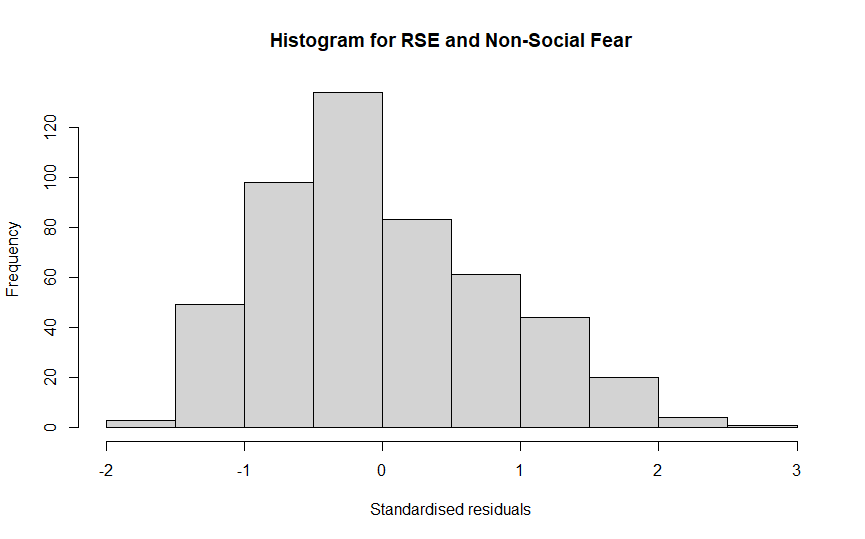 Histogram for RSE and Non-Social Fear
Frequency
120
100
80
60
40
20
0
-2 -1 0 1 2 3
Standardised residuals